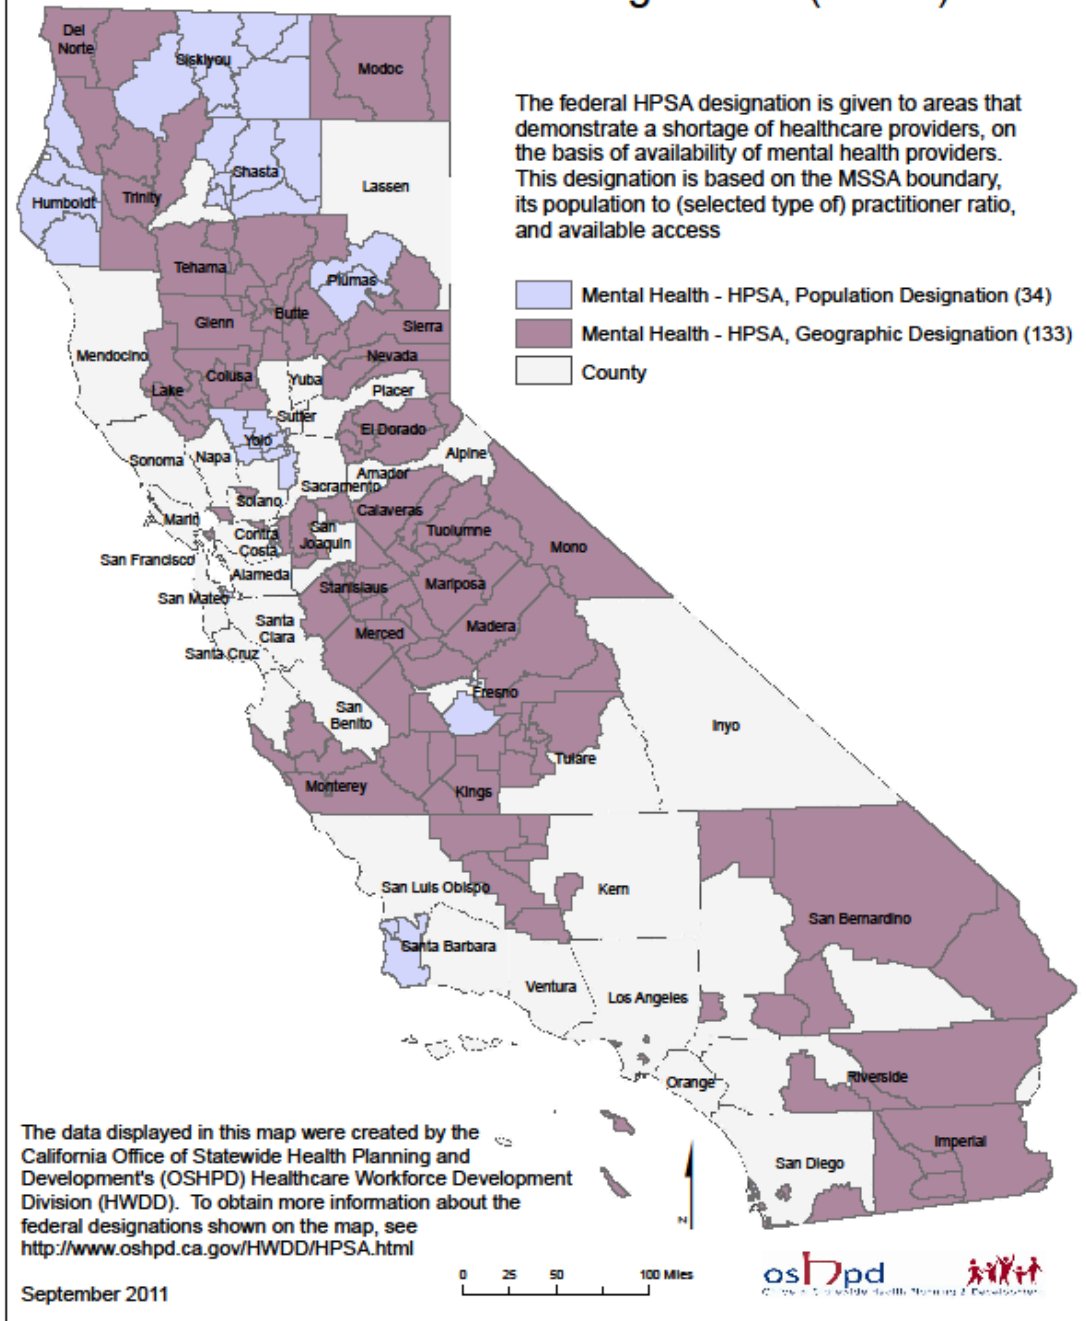 The federal HPSA designation is given to areas that
demonstrate a shortage of healthcare providers, on
the basis of availability of mental health providers.
This designation is based on the MSSA boundary,
its population to (selected type of) practitioner ratio,
and available access
Mental Health - HPSA, Population Designation (34)
Mental Health - HPSA, Geographic Designation (133)
County
Del
Norte
Siskiyou
Modoc
Shasta
Lassen
Trinity
Humboldt
Tehama
Plumas
Butte
Glenn
Sierra
Mendocino
Nevada
Colusa
Yuba
Lake
Placer
Sutter
El Dorado
Yolo
Alpine
Sonoma
Napa
Amador
Sacramento
Solano
Calaveras
Marin
San
Joaquin
Tuolumne
Contra
Costa
Mono
San Francisco
Alameda
Stanislaus
Mariposa
San Mateo
Santa
Clara
Merced
Madera
Santa Cruz
Fresno
San
Benito
Inyo
Tulare
Monterey
Kings
San Luis Obispo
Kern
San Bernardino
Santa Barbara
Ventura
Los Angeles
Orange
Riverside
Imperial
San Diego
The data displayed in this map were created by the
California Office of Statewide Health Planning and
Development's (OSHPD) Healthcare Workforce Development
Division (HWDD). To obtain more information about the
federal designations shown on the map, see
http://www.oshpd.ca.gov/HWDD/HPSA.html
September 2011
N
0 25 50 100 Miles
oshpd